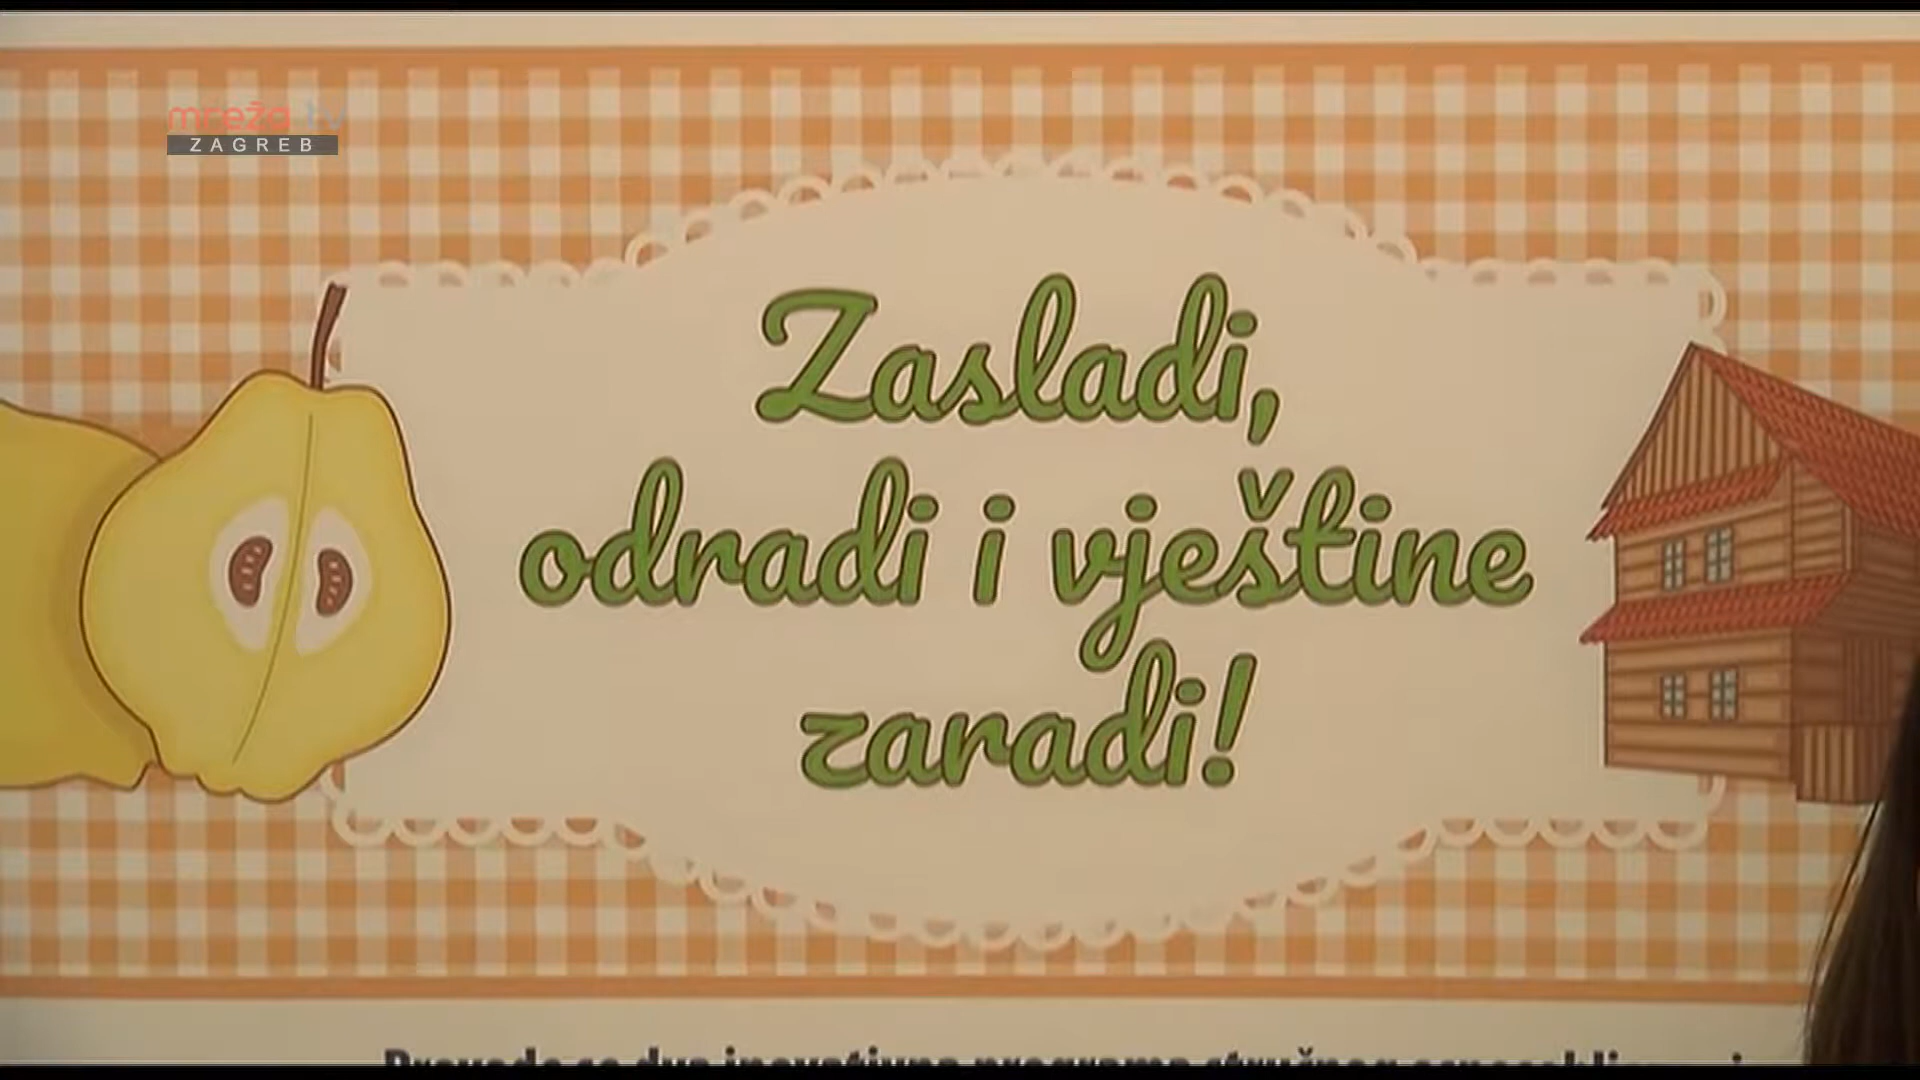 mreža tv
ZAGREB
Zasladi,
odradi i vještine
zaradi!